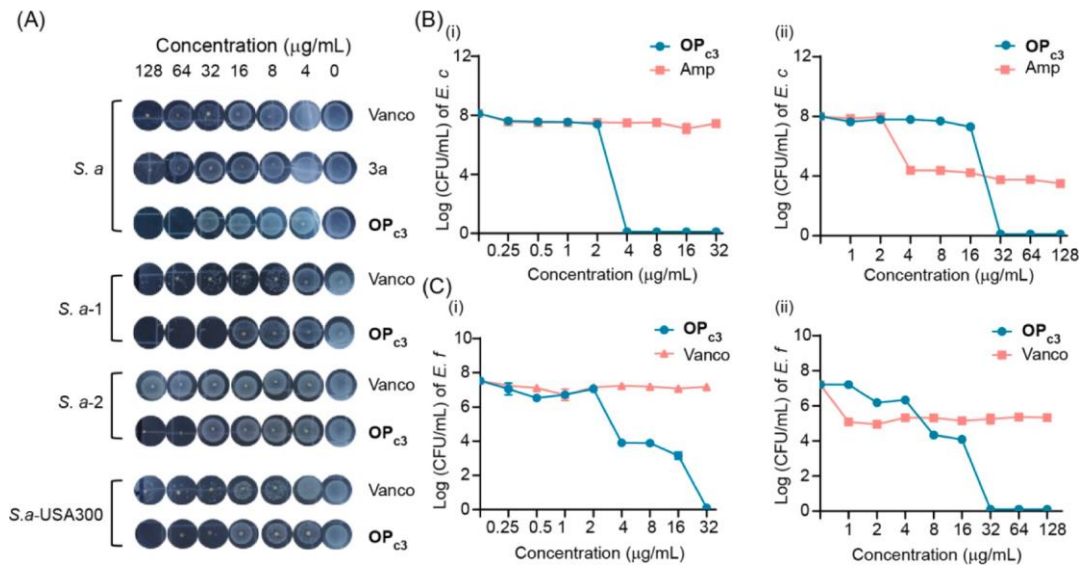 (A)
Concentration (μg/mL)
128 64 32 16 8 4 0
S. a
Vanco
3a
OPc3
S. a-1
Vanco
OPc3
S. a-2
Vanco
OPc3
S.a-USA300
Vanco
OPc3
(B)
(i)
OPc3
Amp
Log (CFU/mL) of E. c
12
8
4
0
0.25 0.5 1 2 4 8 16 32
Concentration (μg/mL)
(ii)
OPc3
Amp
Log (CFU/mL) of E. c
12
8
4
0
1 2 4 8 16 32 64 128
Concentration (μg/mL)
(C)
(i)
OPc3
Vanco
Log (CFU/mL) of E. f
10
8
6
4
2
0
0.25 0.5 1 2 4 8 16 32
Concentration (μg/mL)
(ii)
OPc3
Vanco
Log (CFU/mL) of E. f
10
8
6
4
2
0
1 2 4 8 16 32 64 128
Concentration (μg/mL)